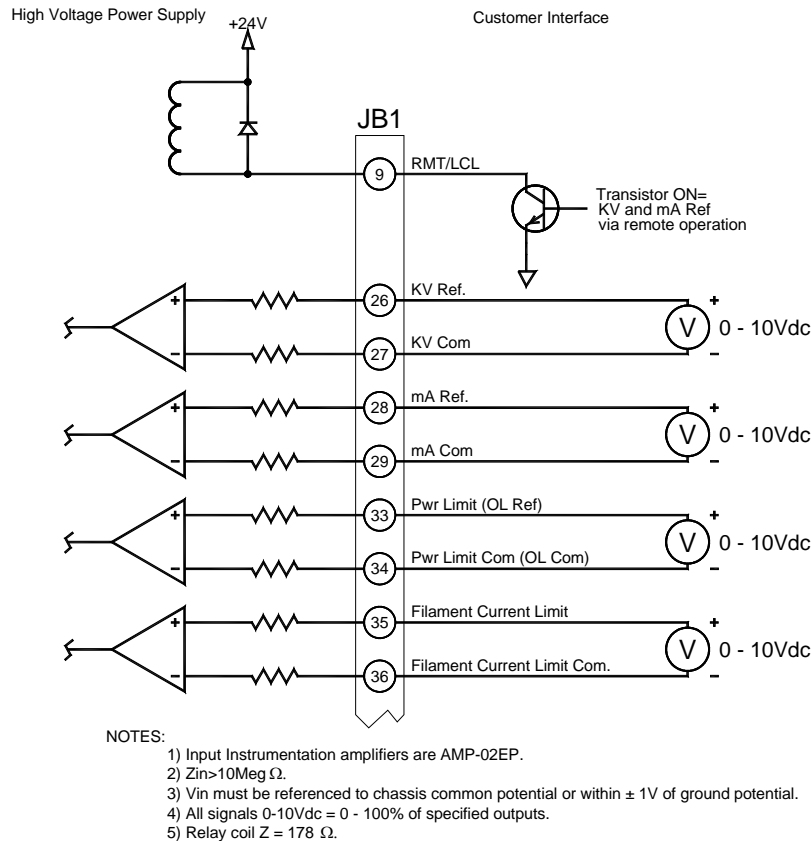 High Voltage Power Supply
Customer Interface
+24V
JB1
9
RMT/LCL
Transistor ON=
KV and mA Ref
via remote operation
+
26
KV Ref.
+
V
0 - 10Vdc
−
27
KV Com
−
+
28
mA Ref.
+
V
0 - 10Vdc
−
29
mA Com
−
+
33
Pwr Limit (OL Ref)
+
V
0 - 10Vdc
−
34
Pwr Limit Com (OL Com)
−
+
35
Filament Current Limit
+
V
0 - 10Vdc
−
36
Filament Current Limit Com.
−
NOTES:
1) Input Instrumentation amplifiers are AMP-02EP.
2) Zin>10Meg Ω.
3) Vin must be referenced to chassis common potential or within ± 1V of ground potential.
4) All signals 0-10Vdc = 0 - 100% of specified outputs.
5) Relay coil Z = 178 Ω.